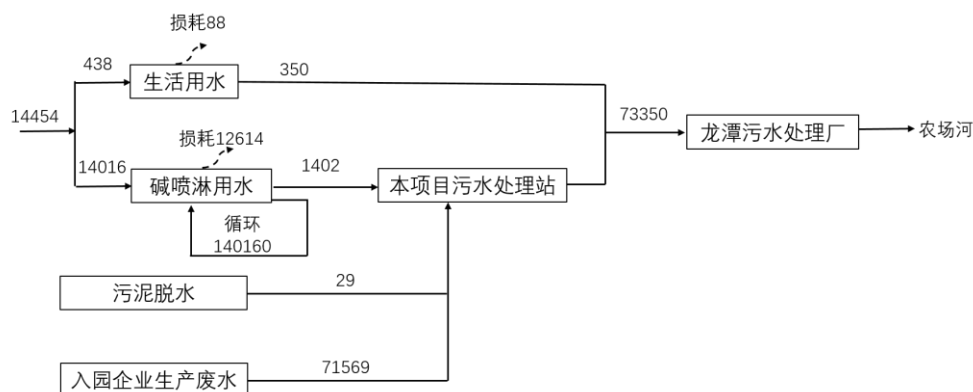 损耗88
438
生活用水
350
14454
73350
龙潭污水处理厂
农场河
损耗12614
14016
碱喷淋用水
1402
本项目污水处理站
循环
140160
污泥脱水
29
入园企业生产废水
71569